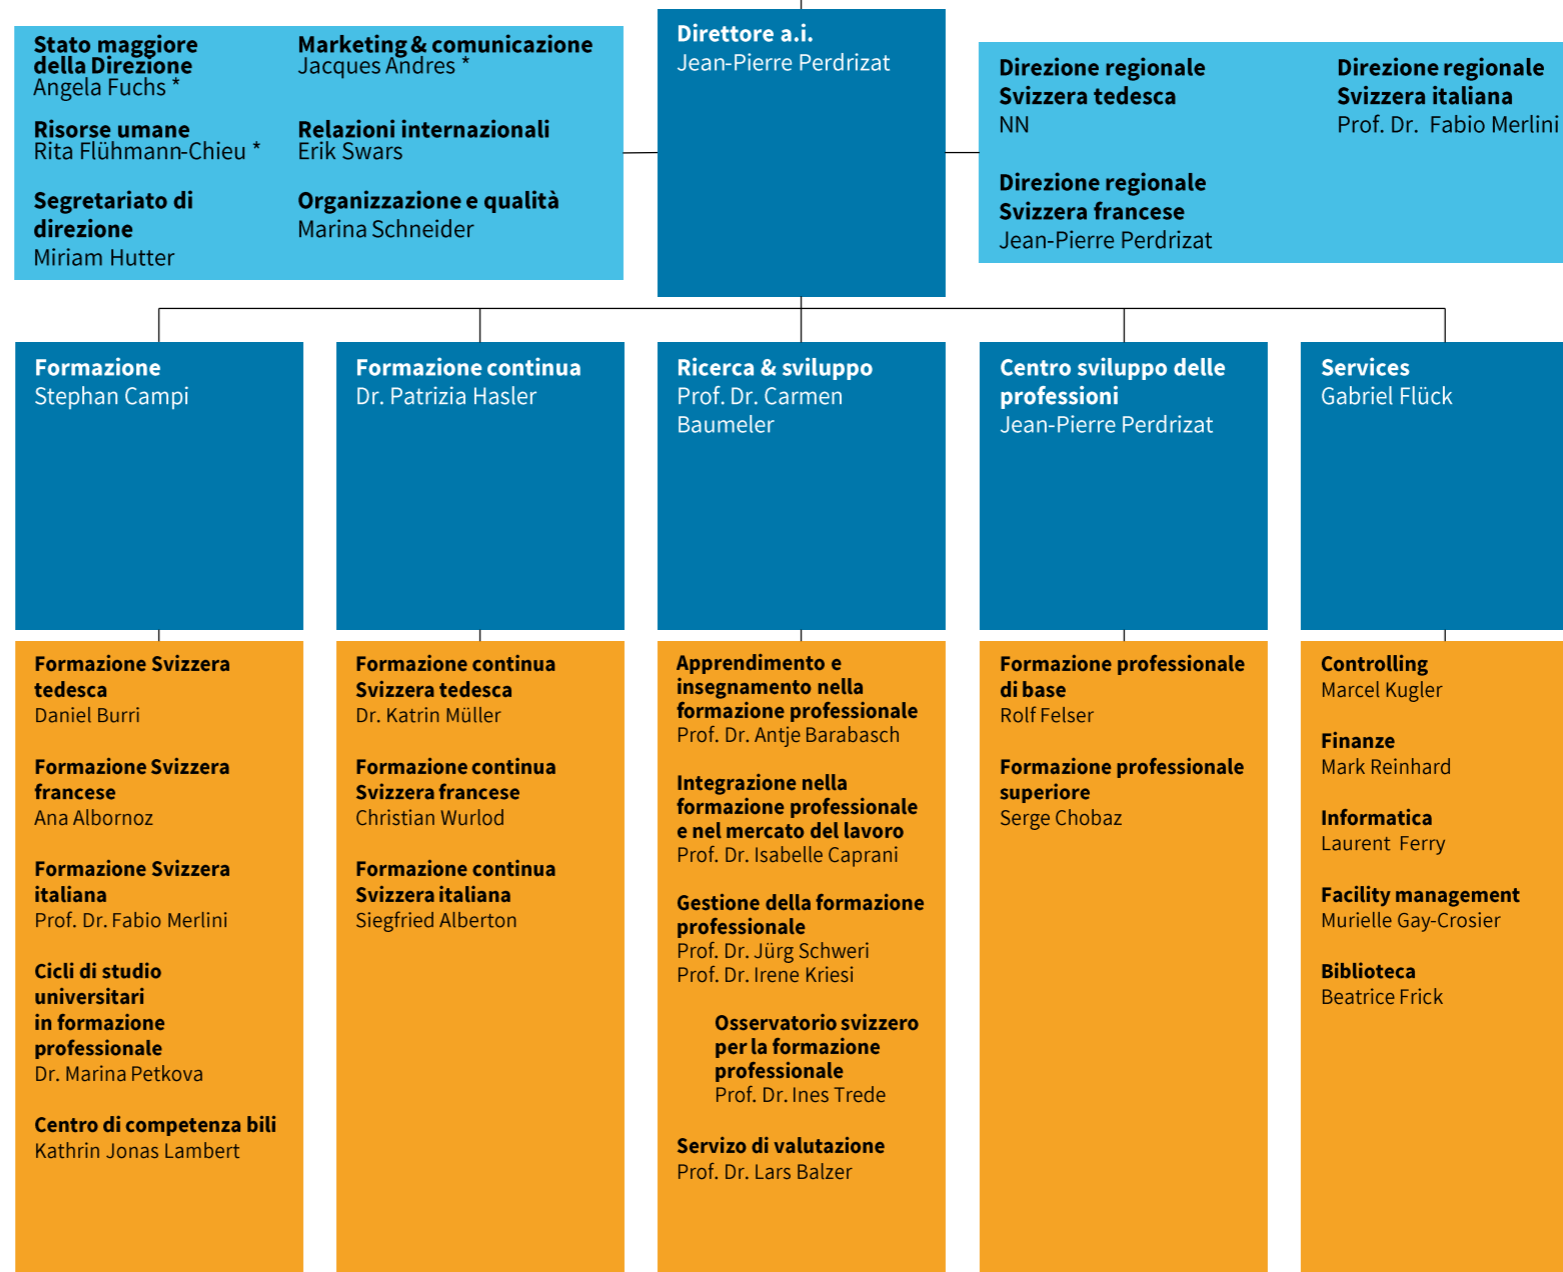 Stato maggiore
della Direzione
Angela Fuchs *
Risorse umane
Rita Flühmann-Chieu *
Segretariato di
direzione
Miriam Hutter
Marketing & comunicazione
Jacques Andres *
Relazioni internazionali
Erik Swars
Organizzazione e qualità
Marina Schneider
Direttore a.i.
Jean-Pierre Perdrizat
Direzione regionale
Svizzera tedesca
NN
Direzione regionale
Svizzera francese
Jean-Pierre Perdrizat
Direzione regionale
Svizzera italiana
Prof. Dr. Fabio Merlini
Formazione
Stephan Campi
Formazione continua
Dr. Patrizia Hasler
Ricerca & sviluppo
Prof. Dr. Carmen
Baumeler
Centro sviluppo delle
professioni
Jean-Pierre Perdrizat
Services
Gabriel Flück
Formazione Svizzera
tedesca
Daniel Burri
Formazione Svizzera
francese
Ana Albornoz
Formazione Svizzera
italiana
Prof. Dr. Fabio Merlini
Cicli di studio
universitari
in formazione
professionale
Dr. Marina Petkova
Centro di competenza bili
Kathrin Jonas Lambert
Formazione continua
Svizzera tedesca
Dr. Katrin Müller
Formazione continua
Svizzera francese
Christian Wurlod
Formazione continua
Svizzera italiana
Siegfried Alberton
Apprendimento e
insegnamento nella
formazione professionale
Prof. Dr. Antje Barabasch
Integrazione nella
formazione professionale
e nel mercato del lavoro
Prof. Dr. Isabelle Caprani
Gestione della formazione
professionale
Prof. Dr. Jürg Schweri
Prof. Dr. Irene Kriesi
Osservatorio svizzero
per la formazione
professionale
Prof. Dr. Ines Trede
Servizo di valutazione
Prof. Dr. Lars Balzer
Formazione professionale
di base
Rolf Felser
Formazione professionale
superiore
Serge Chobaz
Controlling
Marcel Kugler
Finanze
Mark Reinhard
Informatica
Laurent Ferry
Facility management
Murielle Gay-Crosier
Biblioteca
Beatrice Frick